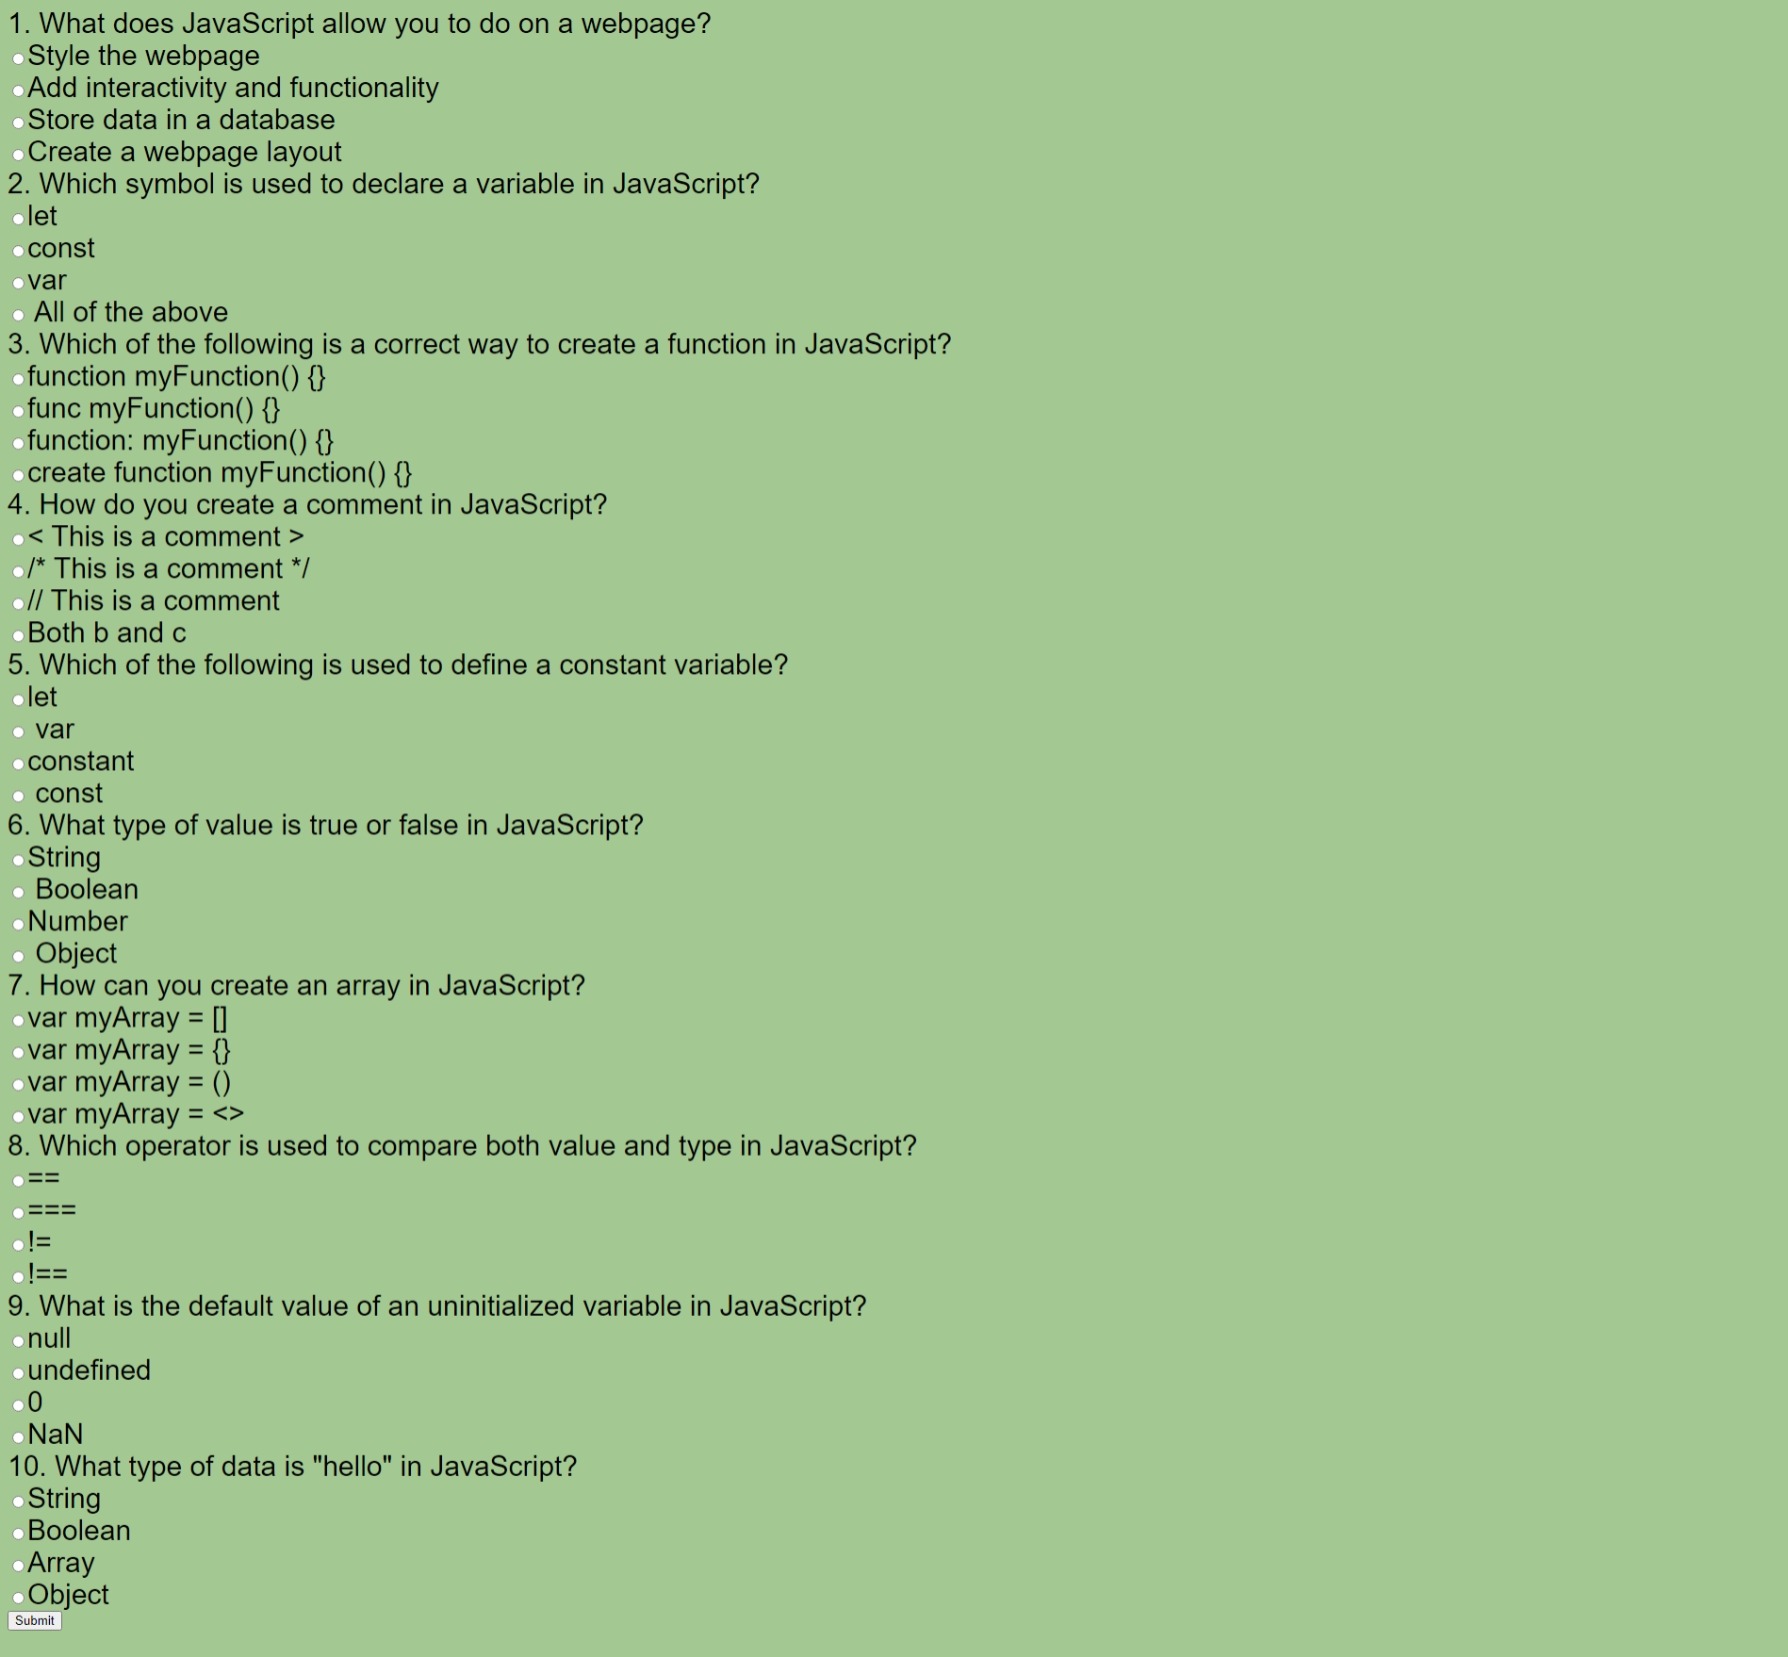 1. What does JavaScript allow you to do on a webpage?
Style the webpage
Add interactivity and functionality
Store data in a database
Create a webpage layout
2. Which symbol is used to declare a variable in JavaScript?
let
const
var
All of the above
3. Which of the following is a correct way to create a function in JavaScript?
function myFunction() {}
func myFunction() {}
function: myFunction() {}
create function myFunction() {}
4. How do you create a comment in JavaScript?
< This is a comment >
/* This is a comment */
// This is a comment
Both b and c
5. Which of the following is used to define a constant variable?
let
var
constant
const
6. What type of value is true or false in JavaScript?
String
Boolean
Number
Object
7. How can you create an array in JavaScript?
var myArray = []
var myArray = {}
var myArray = ()
var myArray = <>
8. Which operator is used to compare both value and type in JavaScript?
==
===
!=
!==
9. What is the default value of an uninitialized variable in JavaScript?
null
undefined
0
NaN
10. What type of data is "hello" in JavaScript?
String
Boolean
Array
Object
Submit